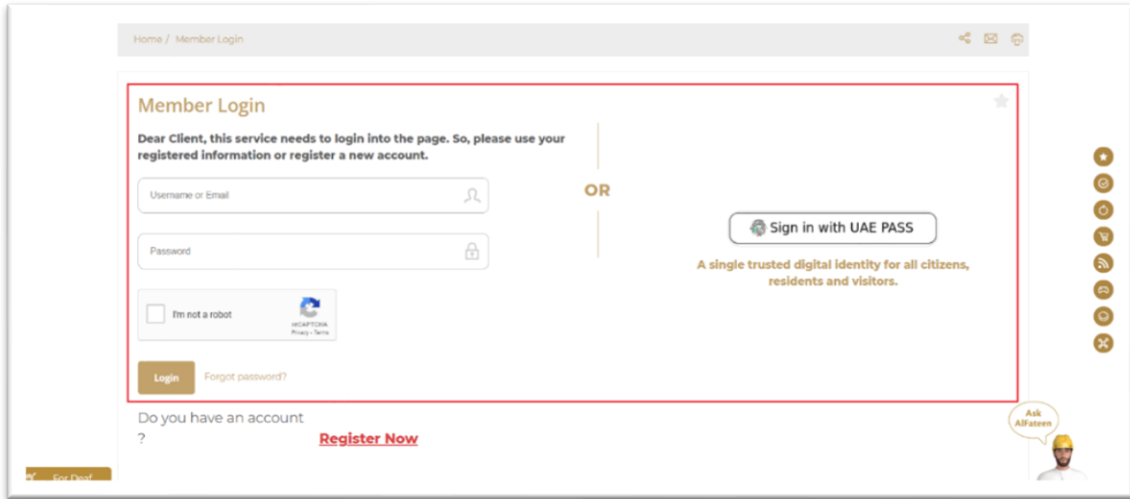 Home / Member Login
Member Login
Dear Client, this service needs to login into the page. So, please use your
registered information or register a new account.
Username or Email
Password
I'm not a robot
reCAPTCHA
Privacy - Terms
Login
Forgot password?
OR
Sign in with UAE PASS
A single trusted digital identity for all citizens,
residents and visitors.
Do you have an account
?
Register Now
Ask
AlFateen
For Deaf